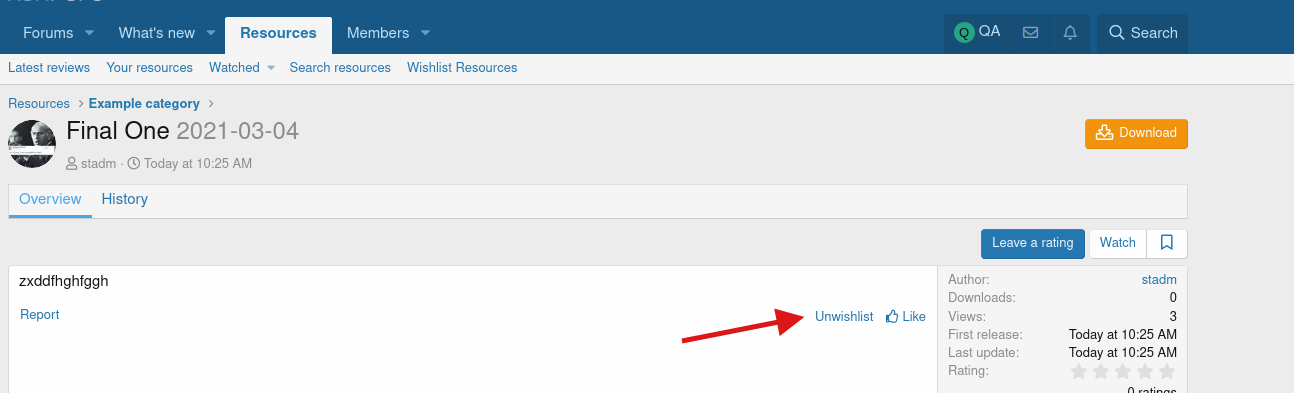 Forums What's new Resources Members Q QA Search
Latest reviews Your resources Watched Search resources Wishlist Resources
Resources Example category
Final One 2021-03-04
Download
stadm · Today at 10:25 AM
Overview History
Leave a rating Watch
zxddfhghfggh
Report Unwishlist Like
Author: stadm
Downloads: 0
Views: 3
First release: Today at 10:25 AM
Last update: Today at 10:25 AM
Rating:
0 ratings